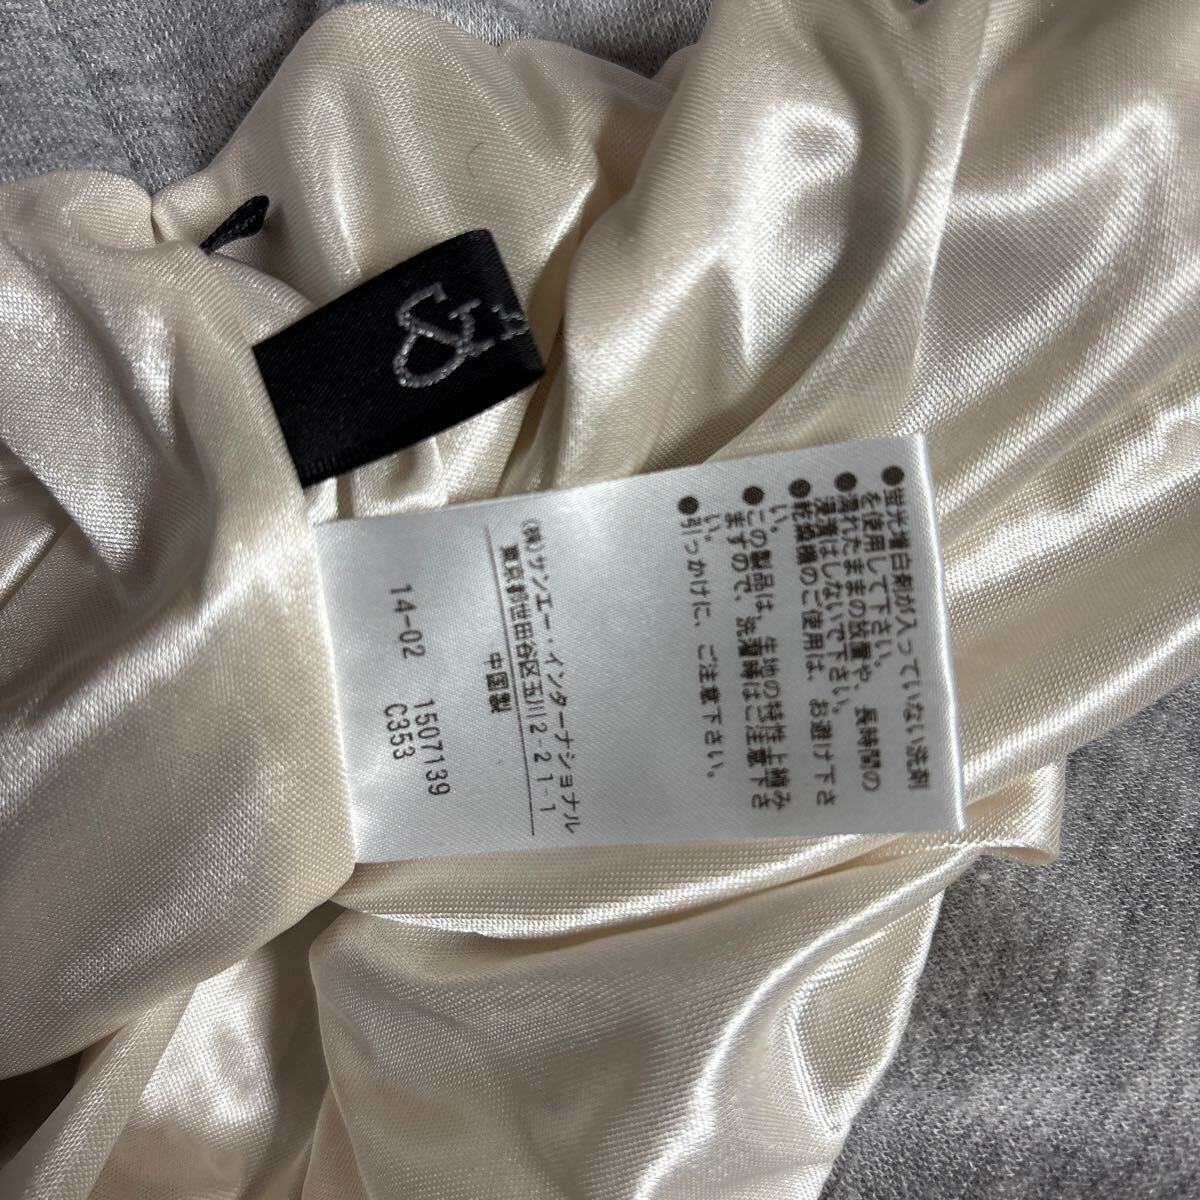 &
●蛍光増白剤が入っていない洗剤
を使用して下さい。
●濡れたままの放置や、長時間の
浸漬はしないで下さい。
●乾燥機のご使用は、お避け下さ
い。
●この製品は、生地の特性上縮み
ますので、洗濯時はご注意下さ
い。
●引っかけに、ご注意下さい。
(株)サンエー・インターナショナル
東京都世田谷区玉川2-21-1
中国製
14-02 1507139
C353